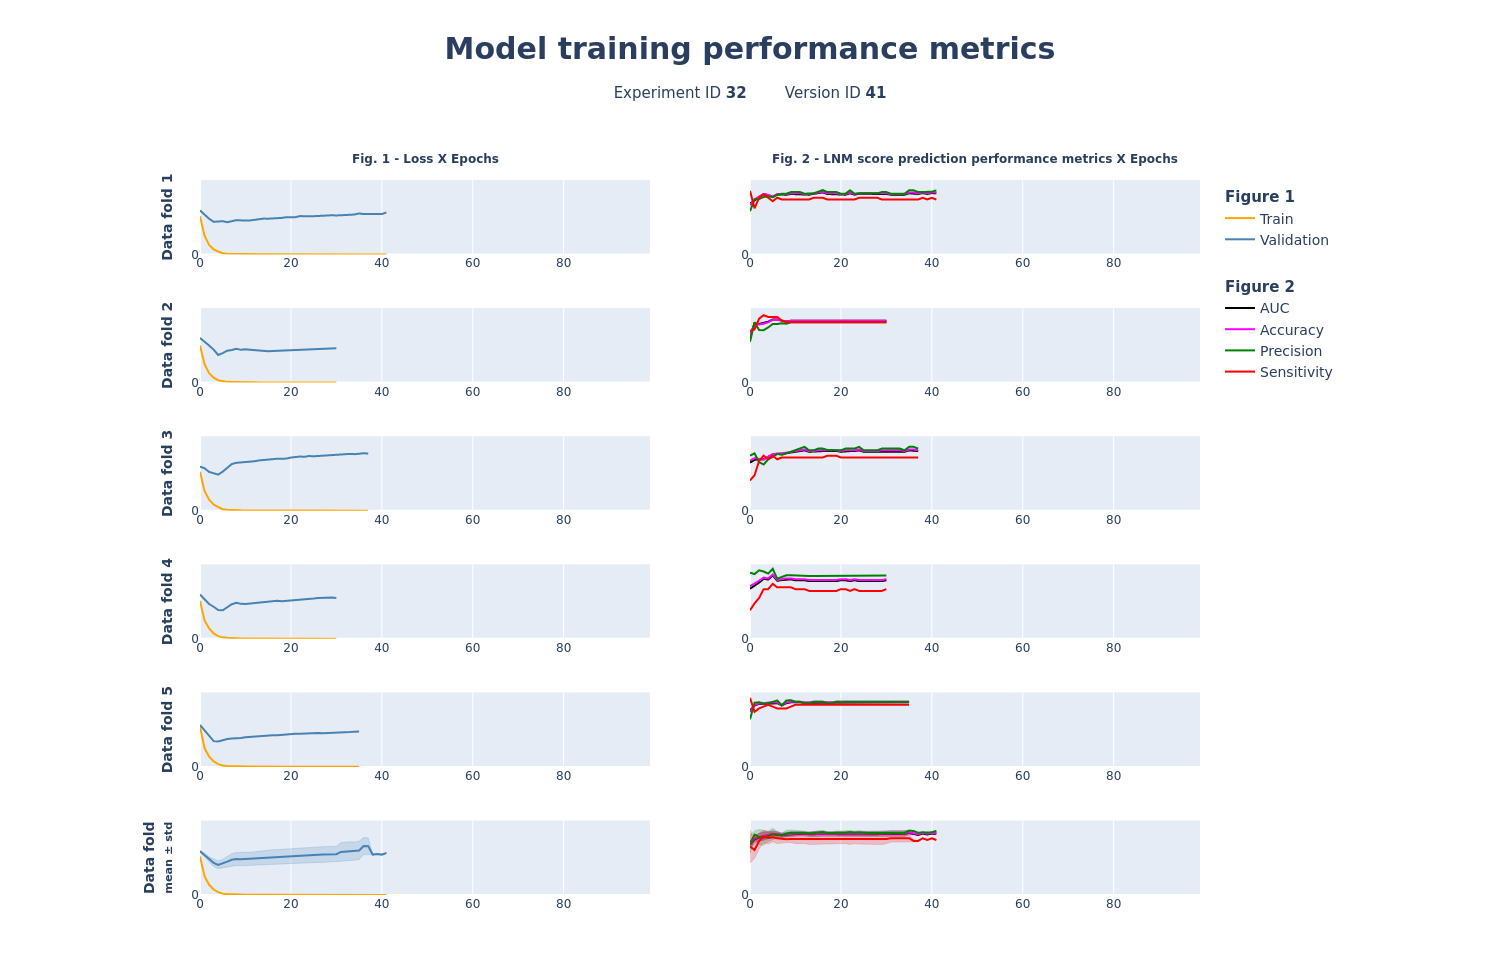 Model training performance metrics
Experiment ID 32 Version ID 41
Fig. 1 - Loss X Epochs
Fig. 2 - LNM score prediction performance metrics X Epochs
Data fold 1
0
0 20 40 60 80
0
0 20 40 60 80
Data fold 2
0
0 20 40 60 80
0
0 20 40 60 80
Data fold 3
0
0 20 40 60 80
0
0 20 40 60 80
Data fold 4
0
0 20 40 60 80
0
0 20 40 60 80
Data fold 5
0
0 20 40 60 80
0
0 20 40 60 80
Data fold
mean ± std
0
0 20 40 60 80
0
0 20 40 60 80
Figure 1
Train
Validation
Figure 2
AUC
Accuracy
Precision
Sensitivity